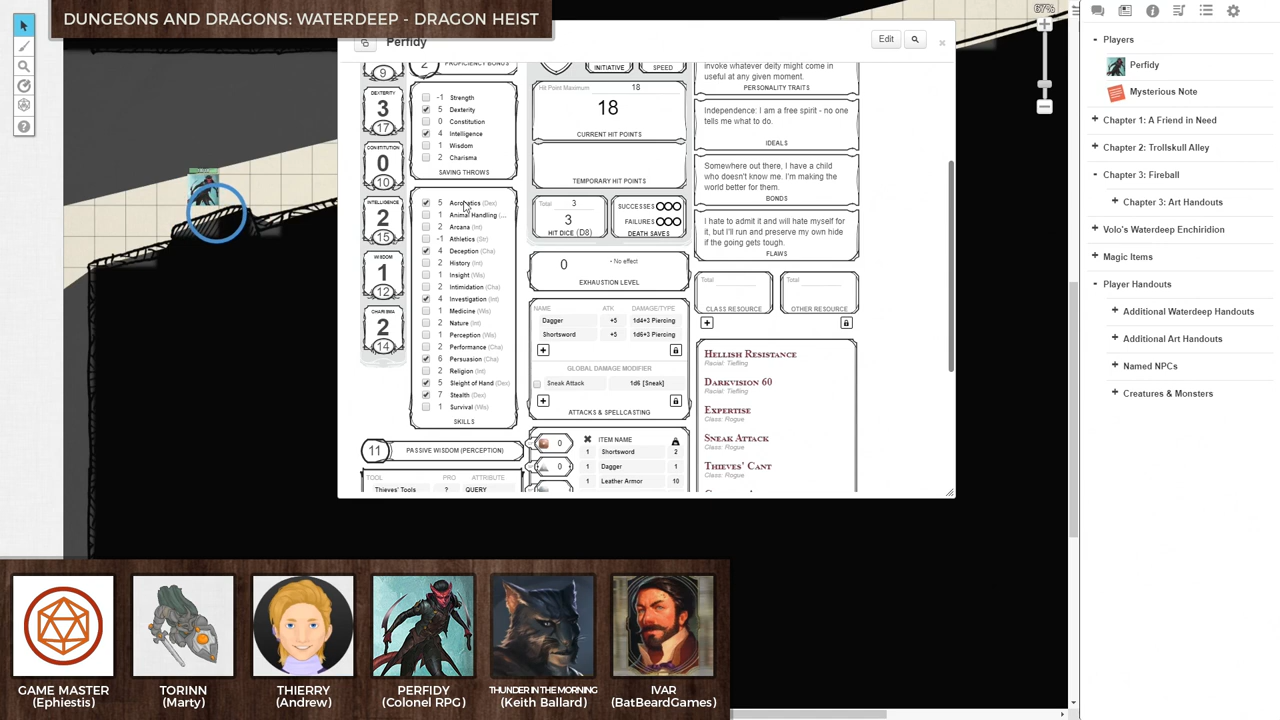 DUNGEONS AND DRAGONS: WATERDEEP - DRAGON HEIST
67%
Perfidy
Edit
9
DEXTERITY
3
17
CONSTITUTION
0
10
INTELLIGENCE
2
15
WISDOM
1
12
CHARISMA
2
14
2 PROFICIENCY BONUS
-1 Strength
5 Dexterity
0 Constitution
4 Intelligence
1 Wisdom
2 Charisma
SAVING THROWS
5 Acrobatics (Dex)
1 Animal Handling (...
2 Arcana (Int)
-1 Athletics (Str)
4 Deception (Cha)
2 History (Int)
1 Insight (Wis)
2 Intimidation (Cha)
4 Investigation (Int)
1 Medicine (Wis)
2 Nature (Int)
1 Perception (Wis)
2 Performance (Cha)
6 Persuasion (Cha)
2 Religion (Int)
5 Sleight of Hand (Dex)
7 Stealth (Dex)
1 Survival (Wis)
SKILLS
11 PASSIVE WISDOM (PERCEPTION)
TOOL PRO ATTRIBUTE
Thieves' Tools ? QUERY
INITIATIVE SPEED
Hit Point Maximum 18
18
CURRENT HIT POINTS
TEMPORARY HIT POINTS
Total 3
3
HIT DICE (D8)
SUCCESSES
FAILURES
DEATH SAVES
0 - No effect
EXHAUSTION LEVEL
NAME ATK DAMAGE/TYPE
Dagger +5 1d4+3 Piercing
Shortsword +5 1d6+3 Piercing
GLOBAL DAMAGE MODIFIER
Sneak Attack 1d6 [Sneak]
ATTACKS & SPELLCASTING
0
0
ITEM NAME
1 Shortsword 2
1 Dagger 1
1 Leather Armor 10
invoke whatever deity might come in
useful at any given moment.
PERSONALITY TRAITS
Independence: I am a free spirit - no one
tells me what to do.
IDEALS
Somewhere out there, I have a child
who doesn't know me. I'm making the
world better for them.
BONDS
I hate to admit it and will hate myself for
it, but I'll run and preserve my own hide
if the going gets tough.
FLAWS
Total
CLASS RESOURCE
Total
OTHER RESOURCE
HELLISH RESISTANCE
Racial: Tiefling
DARKVISION 60
Racial: Tiefling
EXPERTISE
Class: Rogue
SNEAK ATTACK
Class: Rogue
THIEVES' CANT
Class: Rogue
Players
Perfidy
Mysterious Note
Chapter 1: A Friend in Need
Chapter 2: Trollskull Alley
Chapter 3: Fireball
Chapter 3: Art Handouts
Volo's Waterdeep Enchiridion
Magic Items
Player Handouts
Additional Waterdeep Handouts
Additional Art Handouts
Named NPCs
Creatures & Monsters
GAME MASTER
(Ephiestis)
TORINN
(Marty)
THIERRY
(Andrew)
PERFIDY
(Colonel RPG)
THUNDER IN THE MORNING
(Keith Ballard)
IVAR
(BatBeardGames)